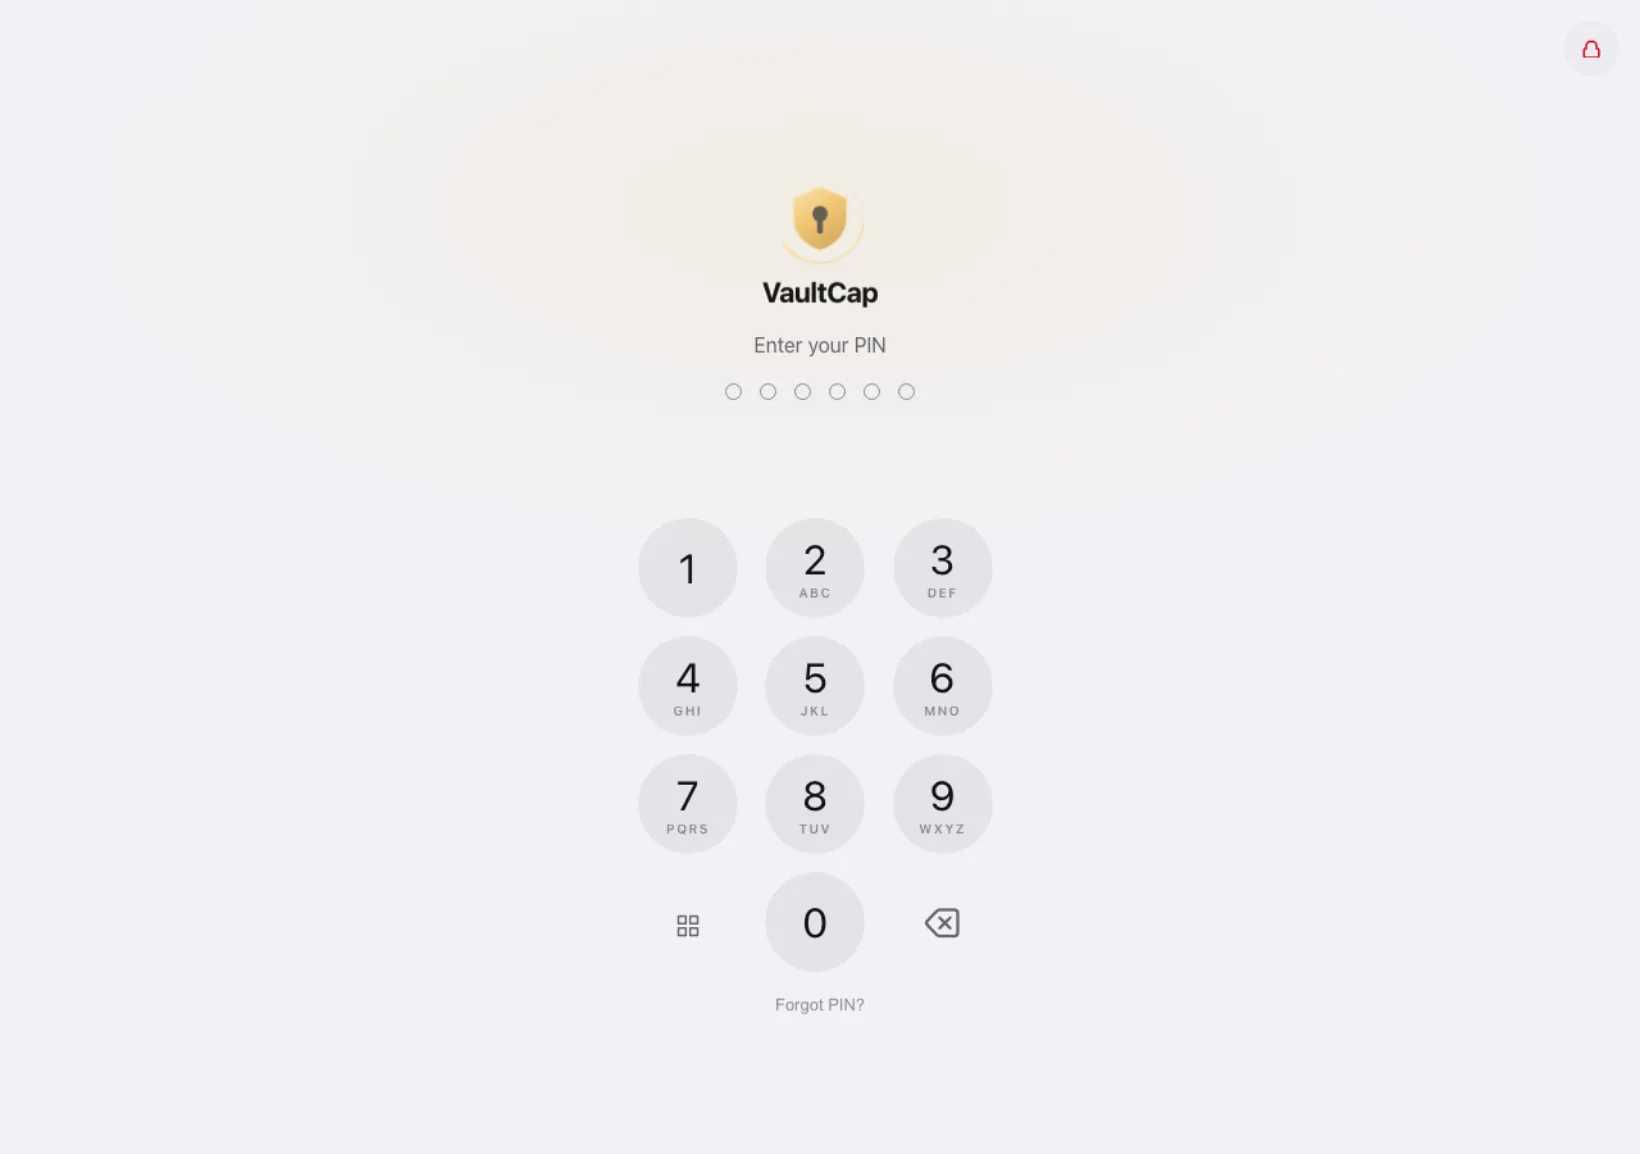 VaultCap
Enter your PIN
1
2
ABC
3
DEF
4
GHI
5
JKL
6
MNO
7
PQRS
8
TUV
9
WXYZ
0
Forgot PIN?